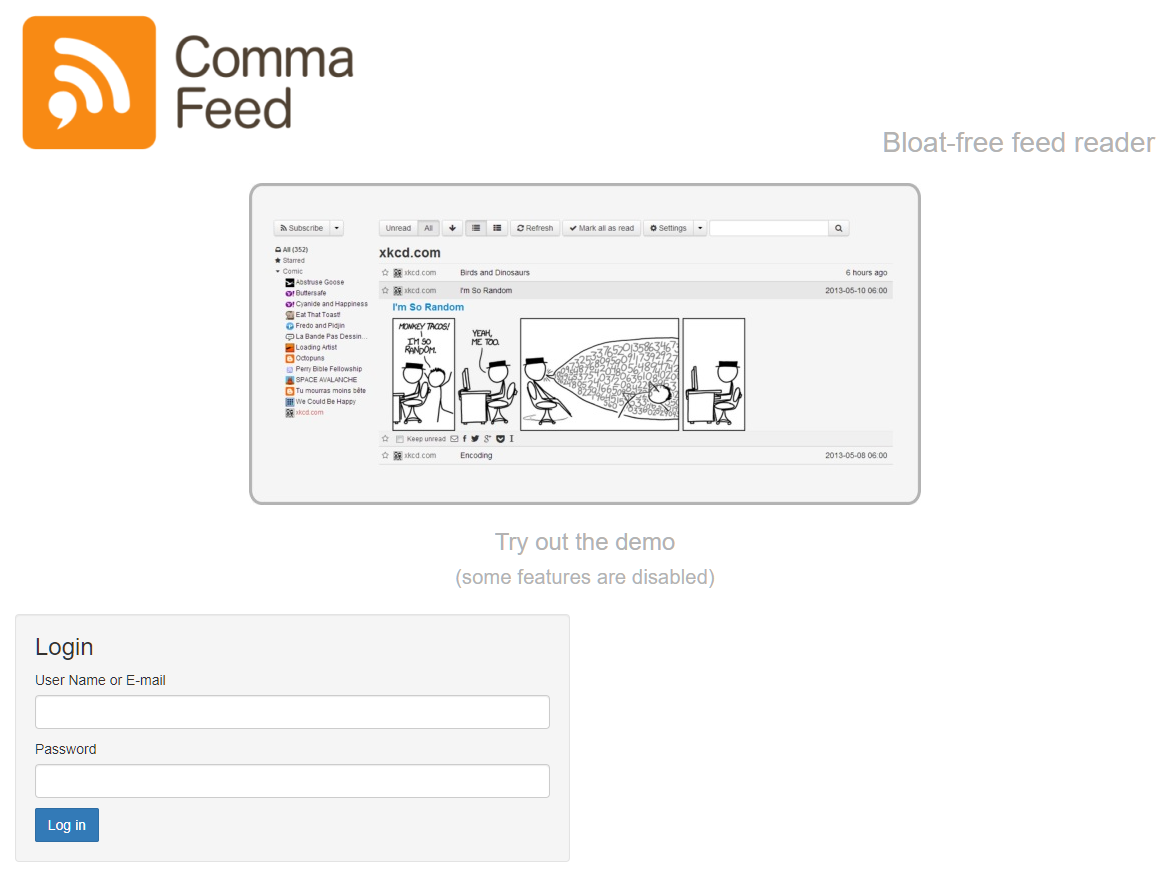 Comma
Feed
Bloat-free feed reader
Subscribe
Unread All Refresh Mark all as read Settings
All (352)
Starred
Comic
Abstruse Goose
Buttersafe
Cyanide and Happiness
Eat That Toast!
Fredo and Pidjin
La Bande Pas Dessin...
Loading Artist
Octopuns
Perry Bible Fellowship
SPACE AVALANCHE
Tu mourras moins bête
We Could Be Happy
xkcd.com
xkcd.com
xkcd.com Birds and Dinosaurs 6 hours ago
xkcd.com I'm So Random 2013-05-10 06:00
I'm So Random
MONKEY TACOS!
I'M SO
RANDOM.
YEAH,
ME TOO.
Keep unread
xkcd.com Encoding 2013-05-08 06:00
Try out the demo
(some features are disabled)
Login
User Name or E-mail
Password
Log in